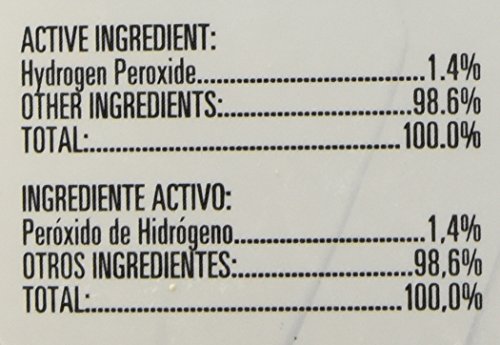 ACTIVE INGREDIENT:
Hydrogen Peroxide..............................1.4%
OTHER INGREDIENTS:.........................98.6%
TOTAL:..........................................100.0%
INGREDIENTE ACTIVO:
Peróxido de Hidrógeno.........................1,4%
OTROS INGREDIENTES:........................98,6%
TOTAL:..........................................100,0%